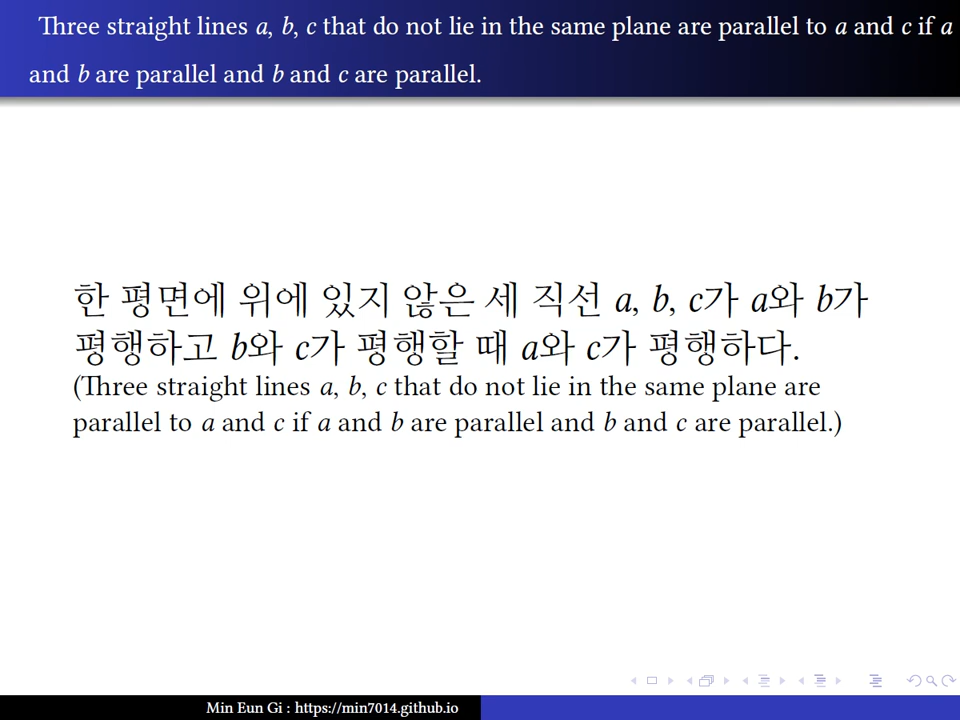 Three straight lines a, b, c that do not lie in the same plane are parallel to a and c if a
and b are parallel and b and c are parallel.
한 평면에 위에 있지 않은 세 직선 a, b, c가 a와 b가
평행하고 b와 c가 평행할 때 a와 c가 평행하다.
(Three straight lines a, b, c that do not lie in the same plane are
parallel to a and c if a and b are parallel and b and c are parallel.)
Min Eun Gi : https://min7014.github.io